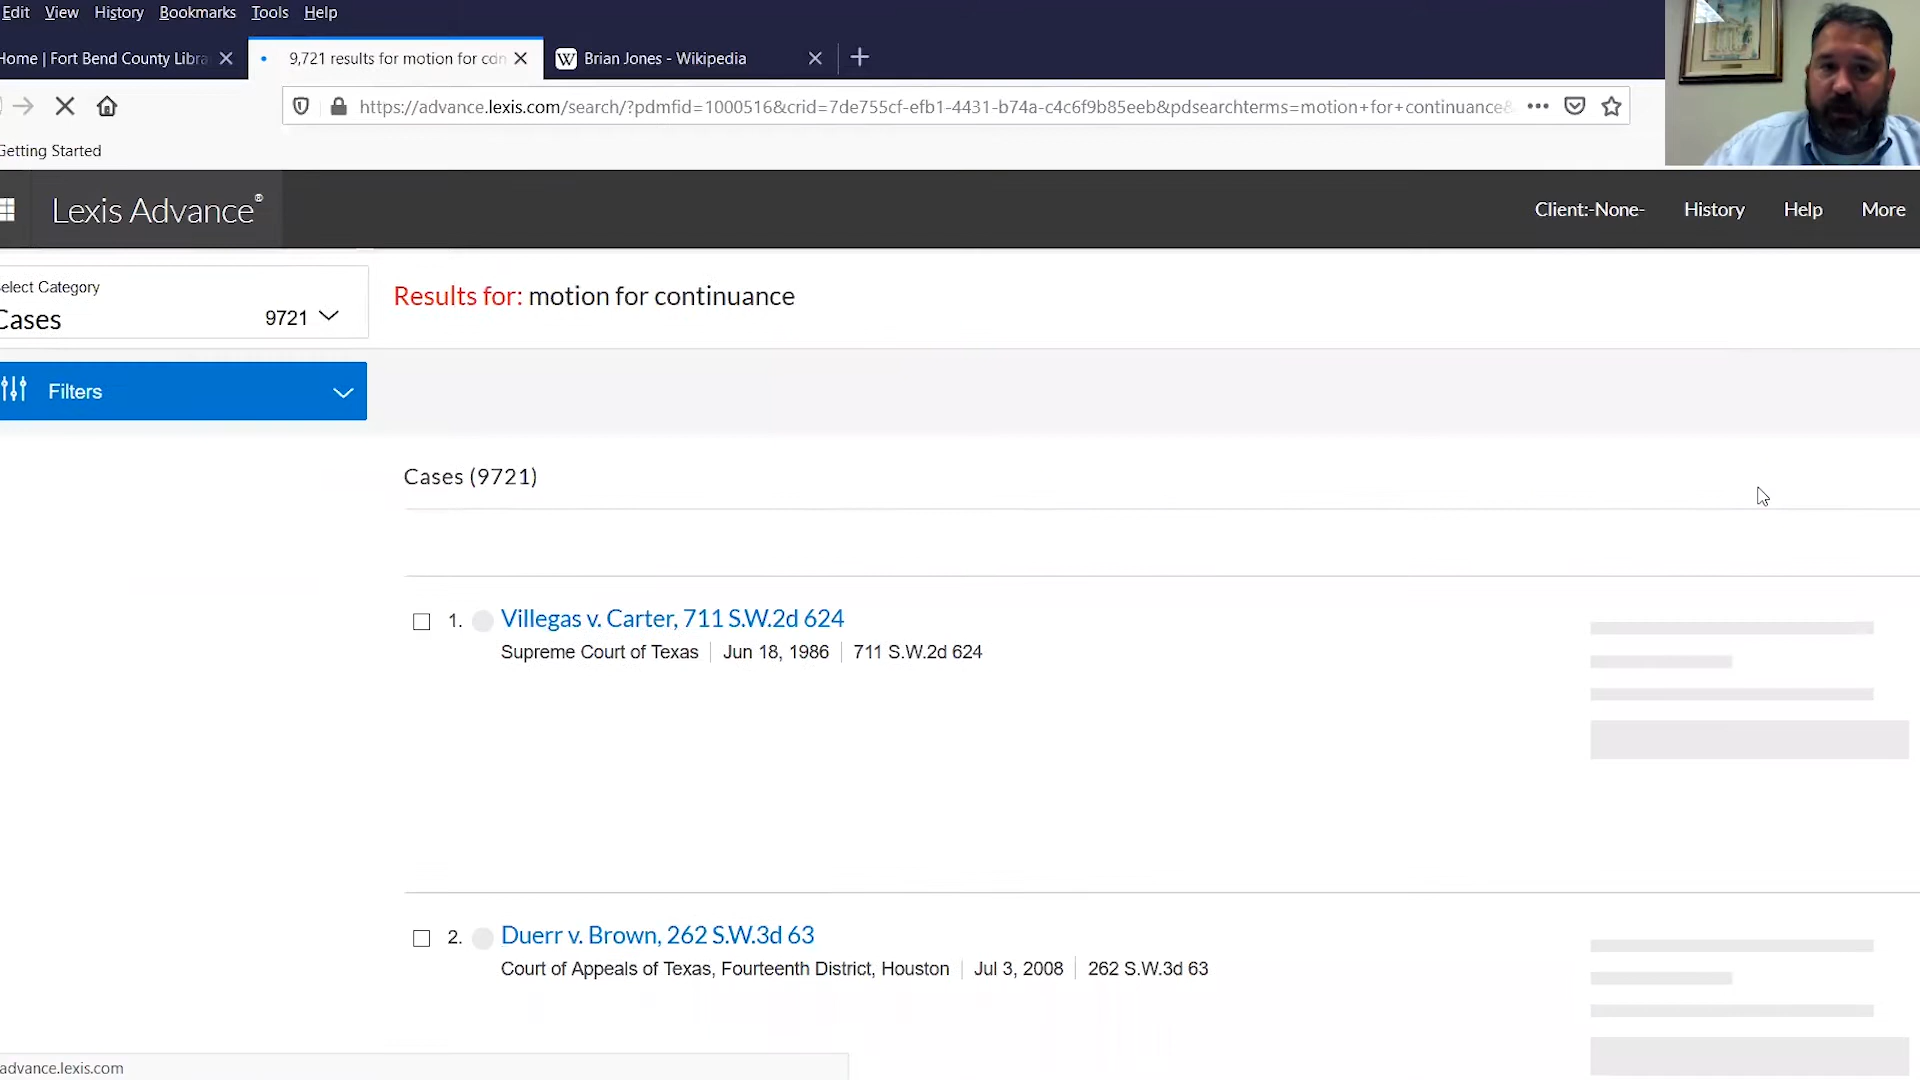 Edit View History Bookmarks Tools Help
Home | Fort Bend County Libra
9,721 results for motion for con
W Brian Jones - Wikipedia
https://advance.lexis.com/search/?pdmfid=1000516&crid=7de755cf-efb1-4431-b74a-c4c6f9b85eeb&pdsearchterms=motion+for+continuance&
Getting Started
Lexis Advance®
Client:-None- History Help More
elect Category
Cases 9721
Results for: motion for continuance
Filters
Cases (9721)
1. Villegas v. Carter, 711 S.W.2d 624
Supreme Court of Texas | Jun 18, 1986 | 711 S.W.2d 624
2. Duerr v. Brown, 262 S.W.3d 63
Court of Appeals of Texas, Fourteenth District, Houston | Jul 3, 2008 | 262 S.W.3d 63
advance.lexis.com